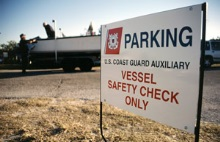 PARKING
U.S. COAST GUARD AUXILIARY
VESSEL
SAFETY CHECK
ONLY